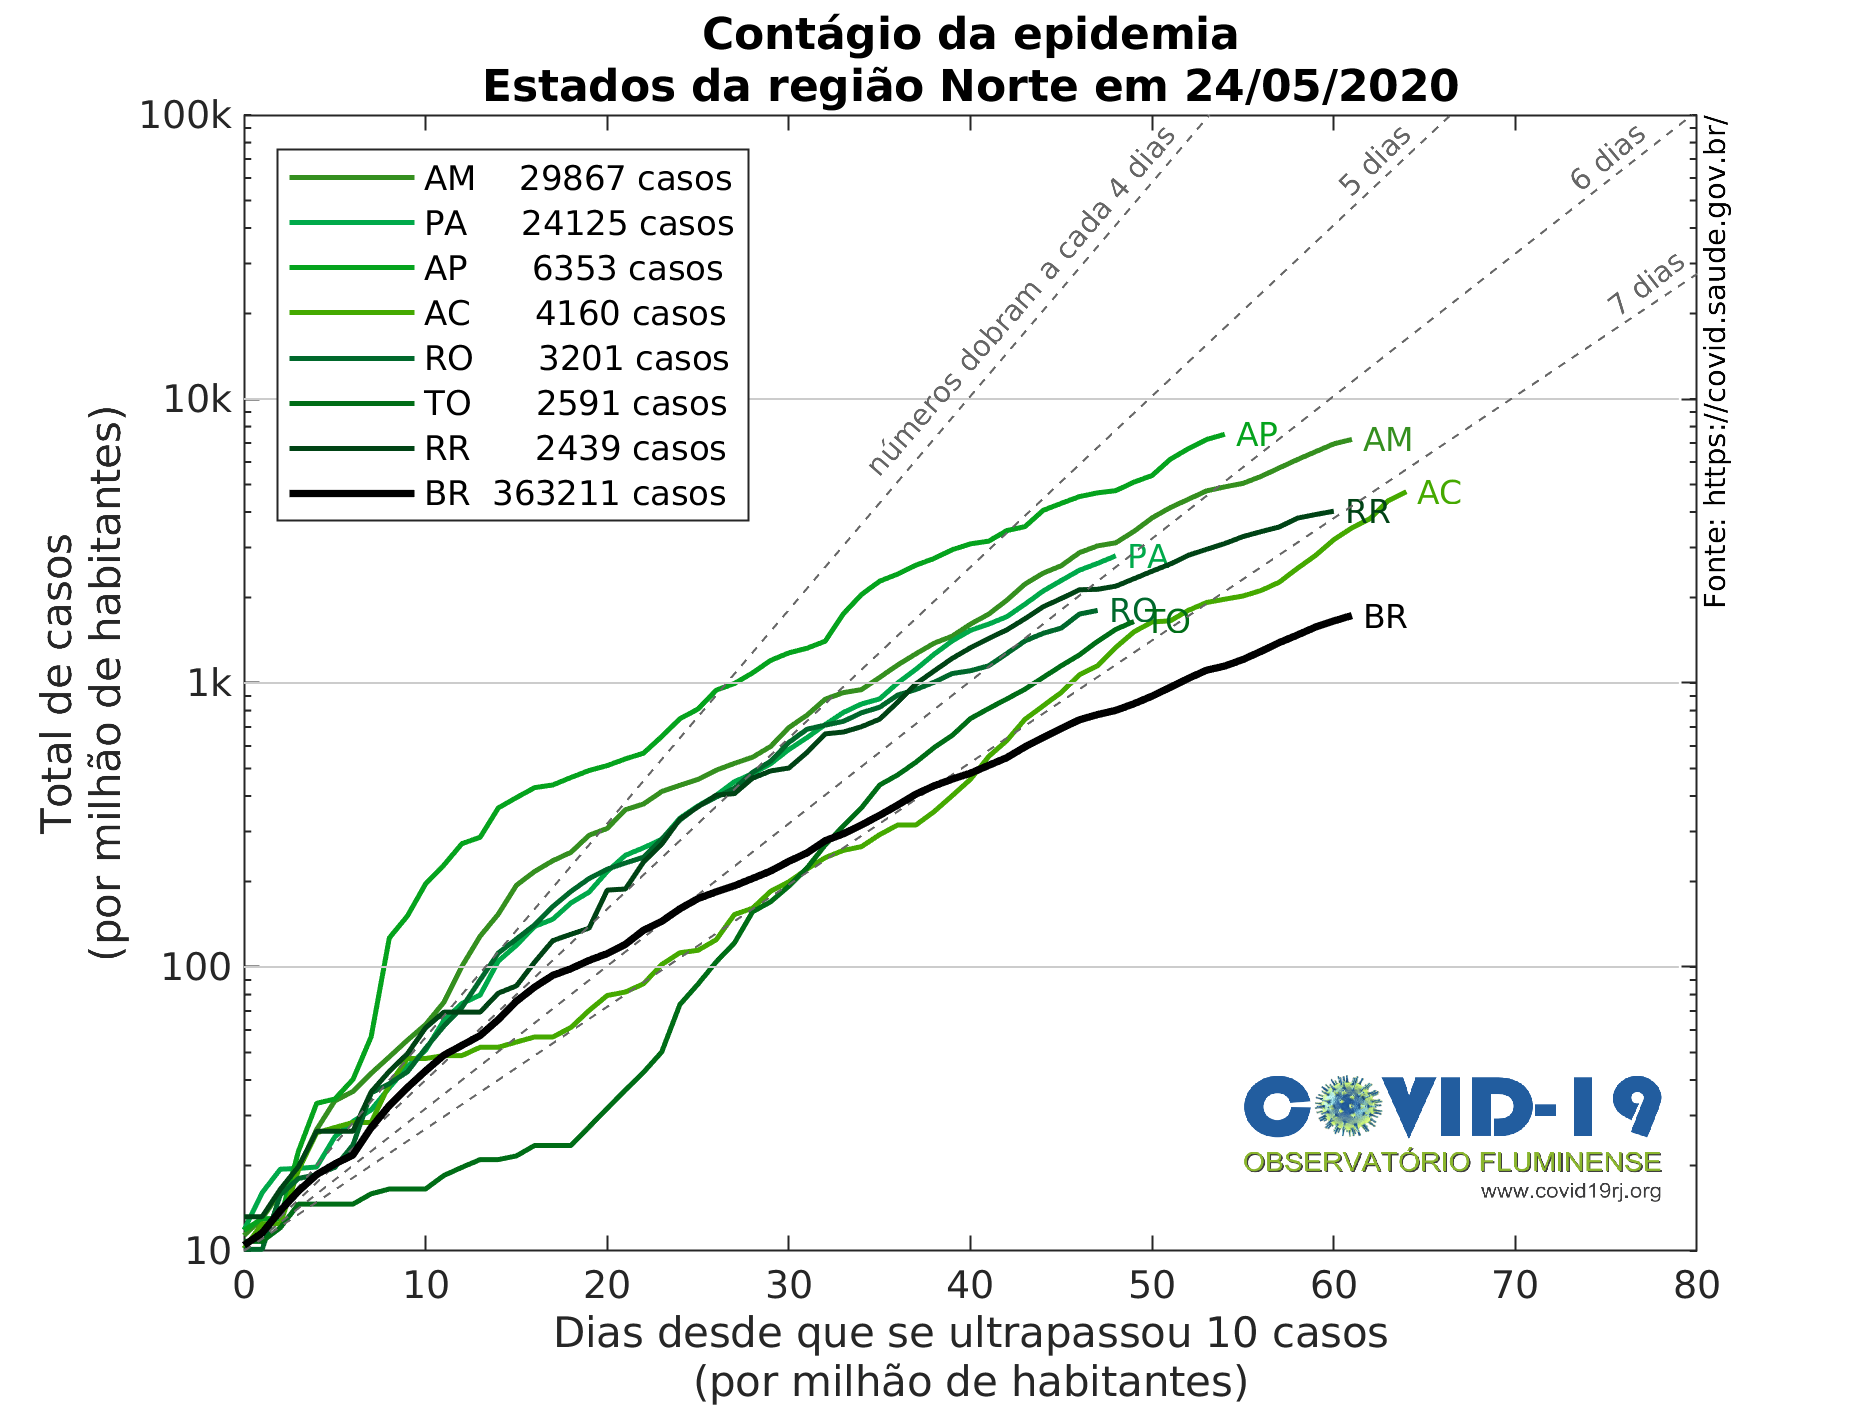 Contágio da epidemia
Estados da região Norte em 24/05/2020
100k
10k
1k
100
10
Total de casos
(por milhão de habitantes)
AM 29867 casos
PA 24125 casos
AP 6353 casos
AC 4160 casos
RO 3201 casos
TO 2591 casos
RR 2439 casos
BR 363211 casos
números dobram a cada 4 dias
5 dias
6 dias
7 dias
AP
AM
AC
RR
PA
RO
TO
BR
Fonte: https://covid.saude.gov.br/
COVID-19
OBSERVATÓRIO FLUMINENSE
www.covid19rj.org
0 10 20 30 40 50 60 70 80
Dias desde que se ultrapassou 10 casos
(por milhão de habitantes)